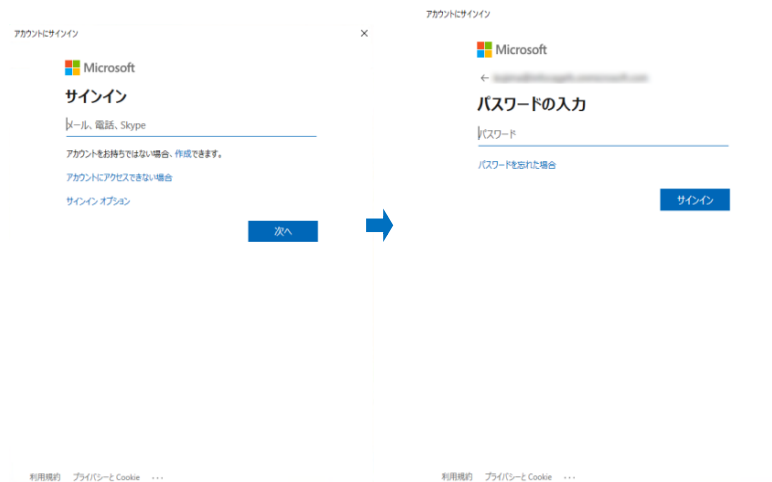 アカウントにサインイン
Microsoft
サインイン
メール、電話、Skype
アカウントをお持ちではない場合、作成できます。
アカウントにアクセスできない場合
サインイン オプション
次へ
利用規約 プライバシーと Cookie ...
アカウントにサインイン
Microsoft
パスワードの入力
パスワード
パスワードを忘れた場合
サインイン
利用規約 プライバシーと Cookie ...